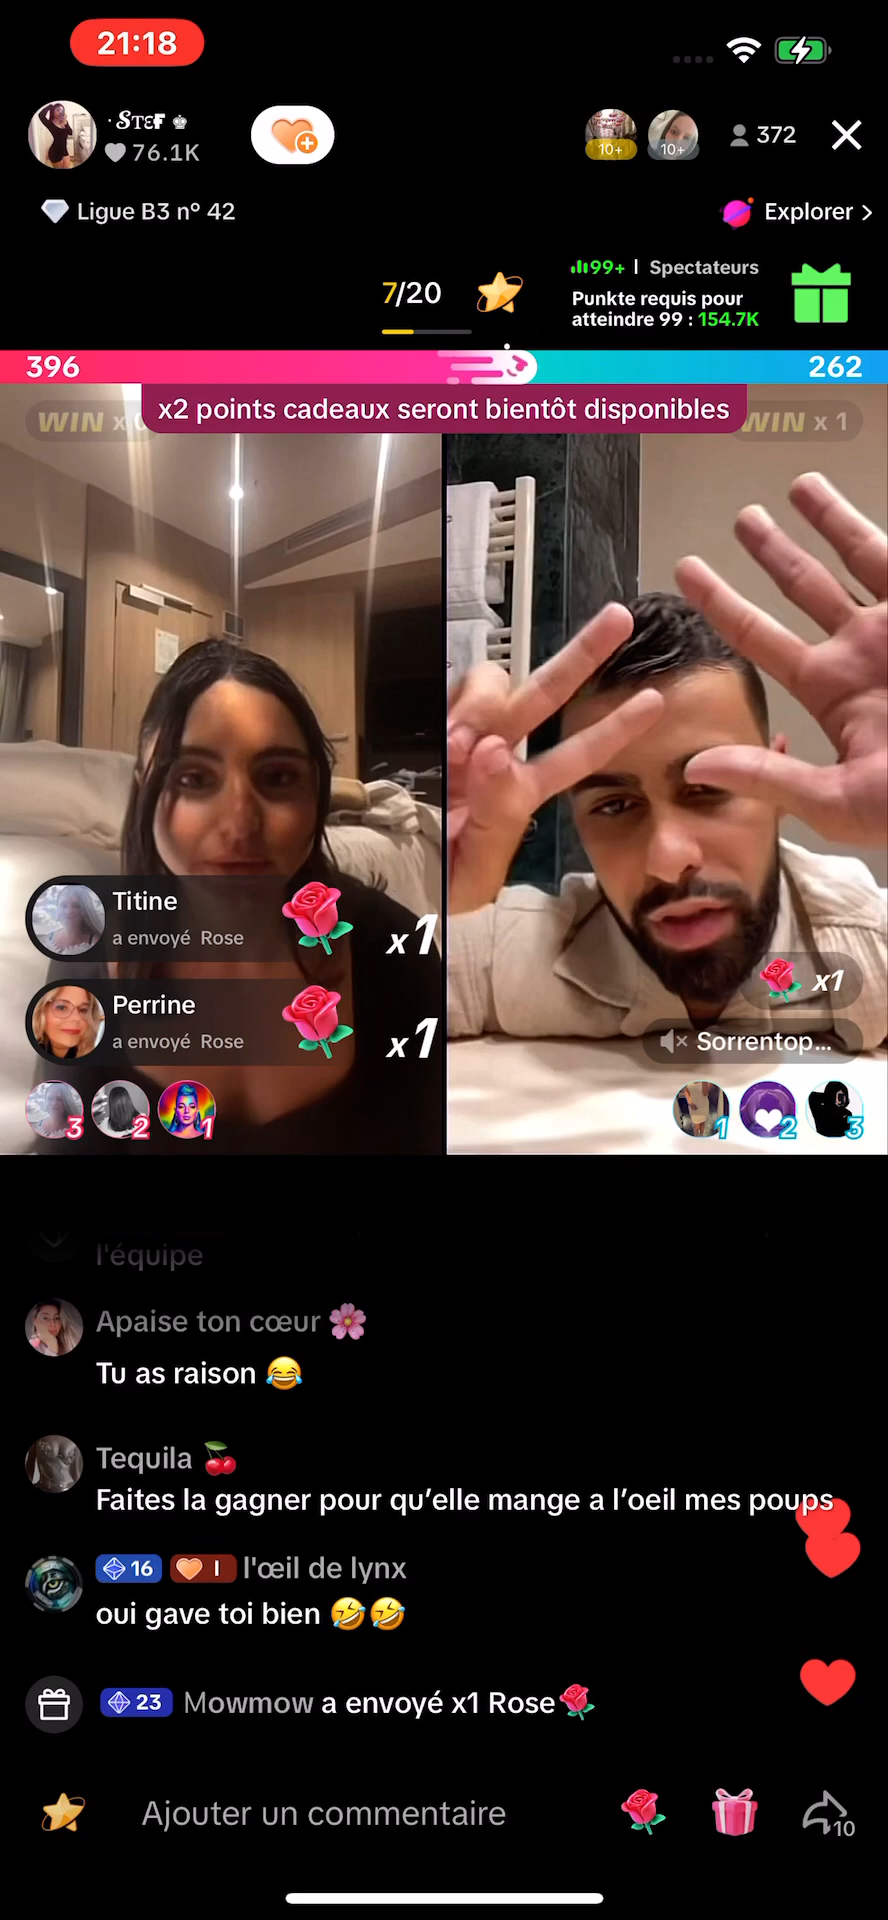 21:18
· STEF ♚
76.1K
10+
10+
372
Ligue B3 nº 42
Explorer >
7/20
99+ | Spectateurs
Punkte requis pour
atteindre 99 : 154.7K
396
262
WIN x
x2 points cadeaux seront bientôt disponibles
WIN x 1
Titine
a envoyé Rose
x1
Perrine
a envoyé Rose
x1
x1
Sorrentop...
3
2
1
1
2
3
l'équipe
Apaise ton cœur 🌸
Tu as raison 😂
Tequila 🍒
Faites la gagner pour qu'elle mange a l'oeil mes poups
16 I l'œil de lynx
oui gave toi bien 🤣🤣
23 Mowmow a envoyé x1 Rose🌹
Ajouter un commentaire
10